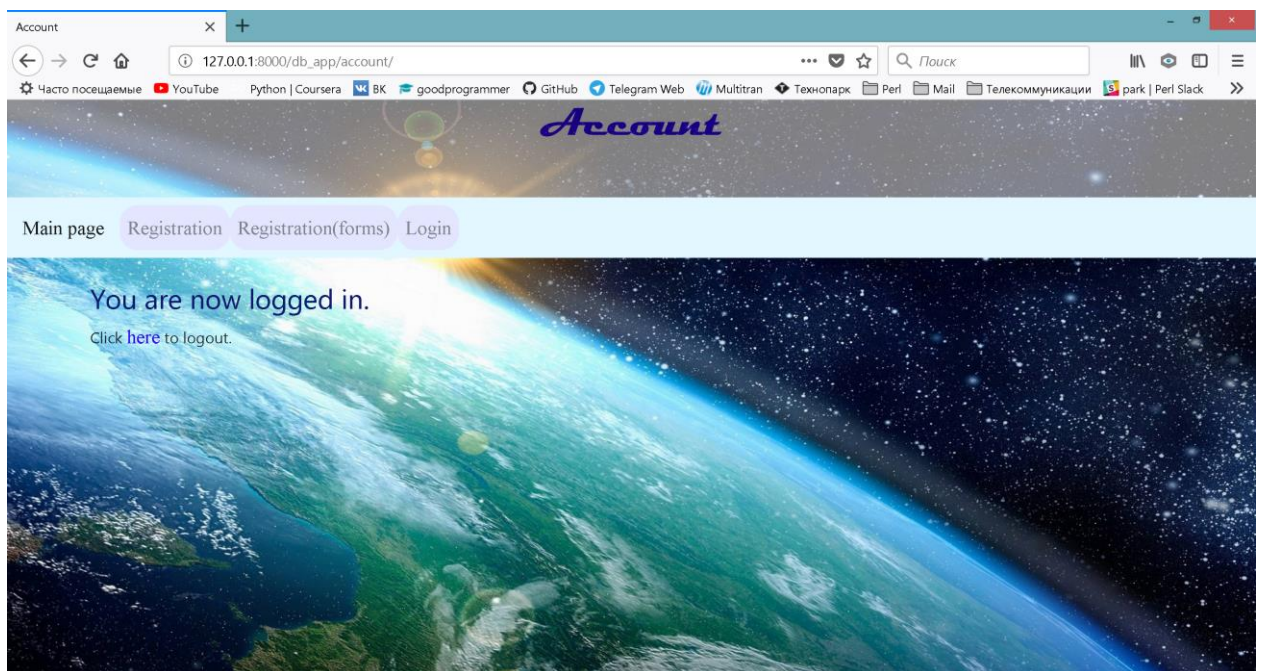 Account
127.0.0.1:8000/db_app/account/ Поиск
Часто посещаемые YouTube Python | Coursera ВК goodprogrammer GitHub Telegram Web Multitran Технопарк Perl Mail Телекоммуникации park | Perl Slack
Account
Main page Registration Registration(forms) Login
You are now logged in.
Click here to logout.